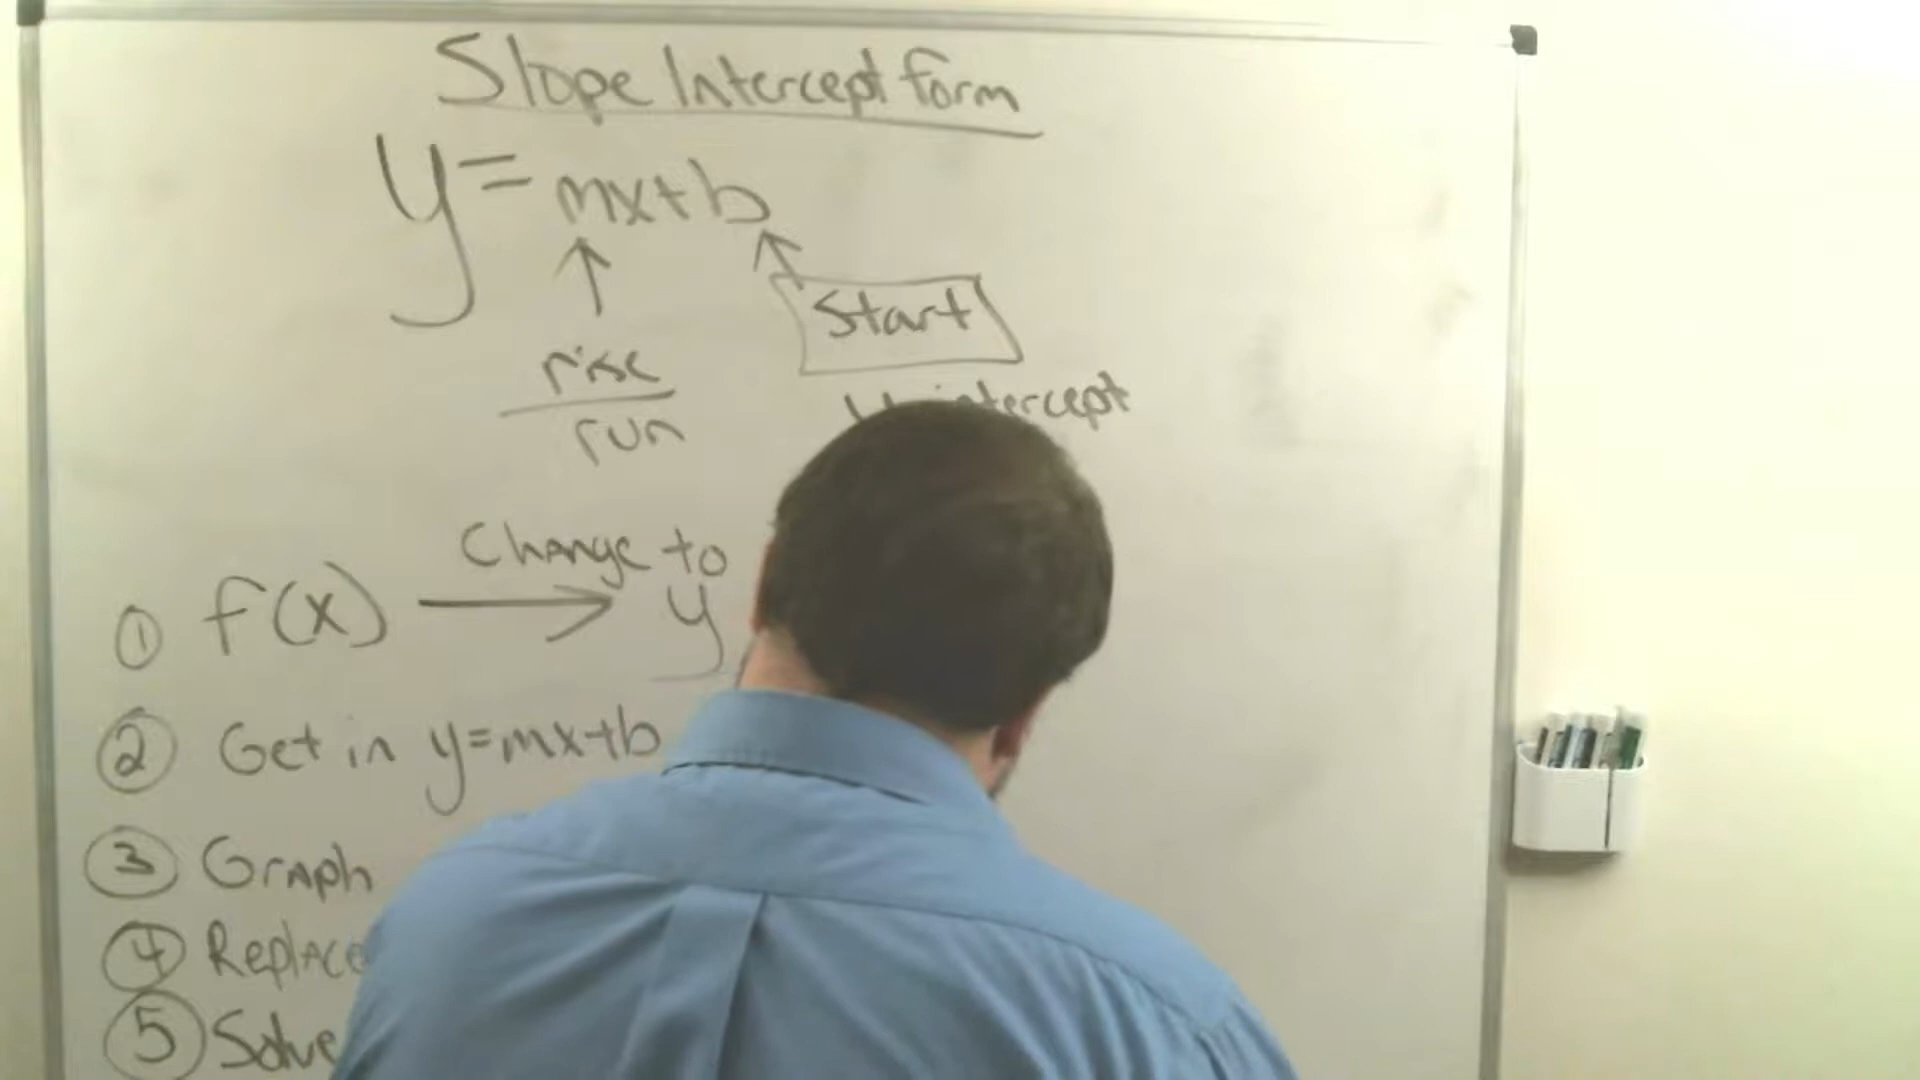 Slope Intercept form
y = mx+b
Start
rise
run
intercept
Change to
① f(x) → y
② Get in y=mx+b
③ Graph
④ Replace
⑤ Solve